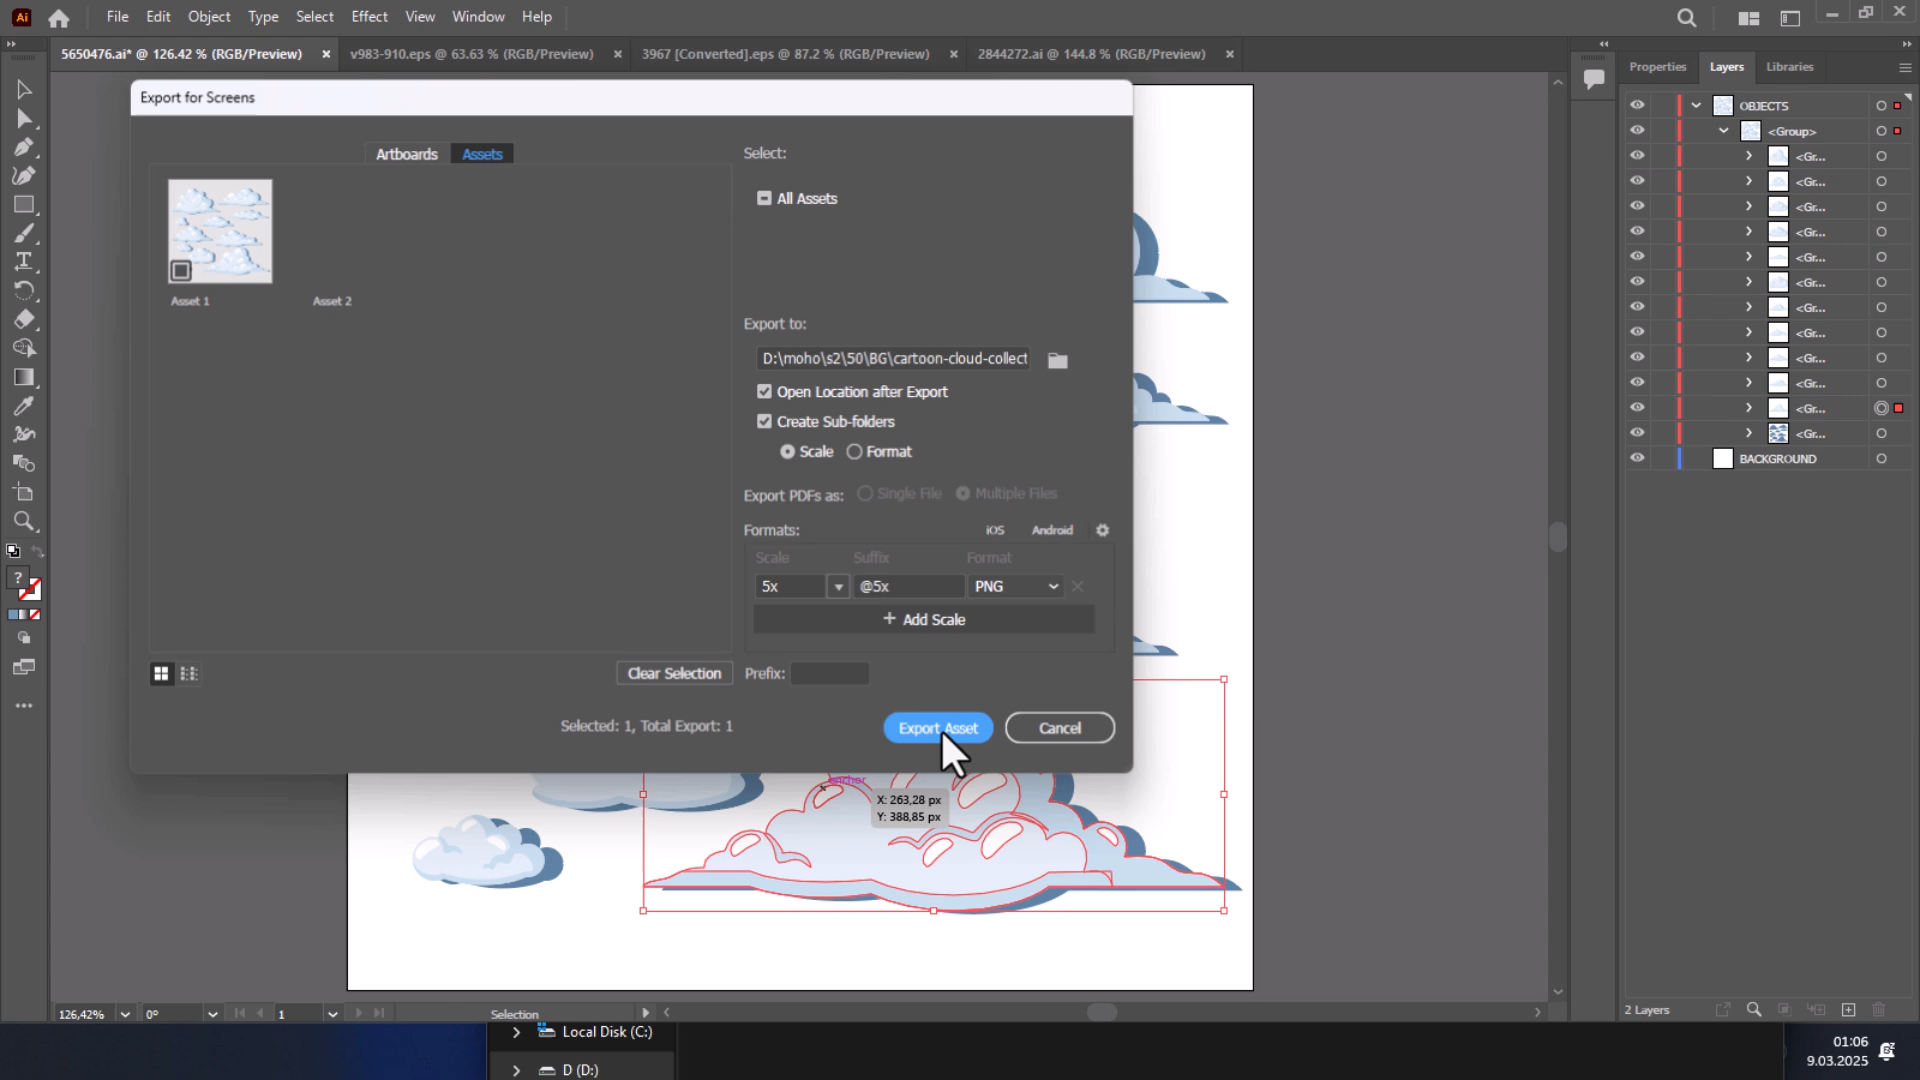 Ai File Edit Object Type Select Effect View Window Help
5650476.ai* @ 126.42 % (RGB/Preview) × v983-910.eps @ 63.63 % (RGB/Preview) × 3967 [Converted].eps @ 87.2 % (RGB/Preview) × 2844272.ai @ 144.8 % (RGB/Preview) ×
Export for Screens
Artboards Assets
Asset 1 Asset 2
Select:
All Assets
Export to:
D:\moho\s2\50\BG\cartoon-cloud-collect
Open Location after Export
Create Sub-folders
Scale Format
Export PDFs as: Single File Multiple Files
Formats: iOS Android
Scale Suffix Format
5x @5x PNG
+ Add Scale
Clear Selection Prefix:
Selected: 1, Total Export: 1
Export Asset Cancel
anchor
X: 263,28 px
Y: 388,85 px
Properties Layers Libraries
OBJECTS
<Group>
<Gr...
<Gr...
<Gr...
<Gr...
<Gr...
<Gr...
<Gr...
<Gr...
<Gr...
<Gr...
<Gr...
<Gr...
BACKGROUND
2 Layers
126,42% 0° 1 Selection
Local Disk (C:)
D (D:)
01:06
9.03.2025